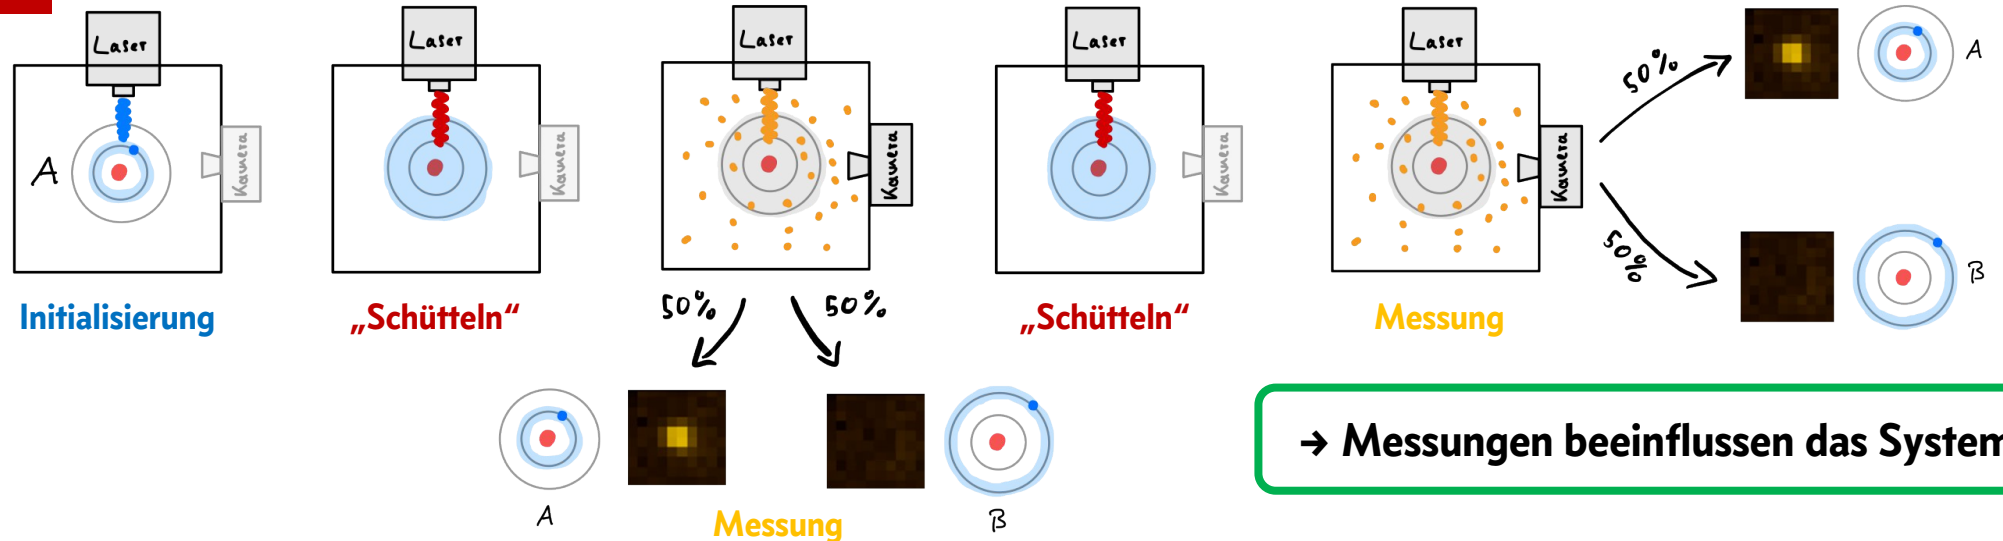 Laser
Kamera
A
Initialisierung
Laser
Kamera
„Schütteln“
Laser
Kamera
50%
50%
A
B
Messung
Laser
Kamera
„Schütteln“
Laser
Kamera
Messung
50%
A
50%
B
→ Messungen beeinflussen das System